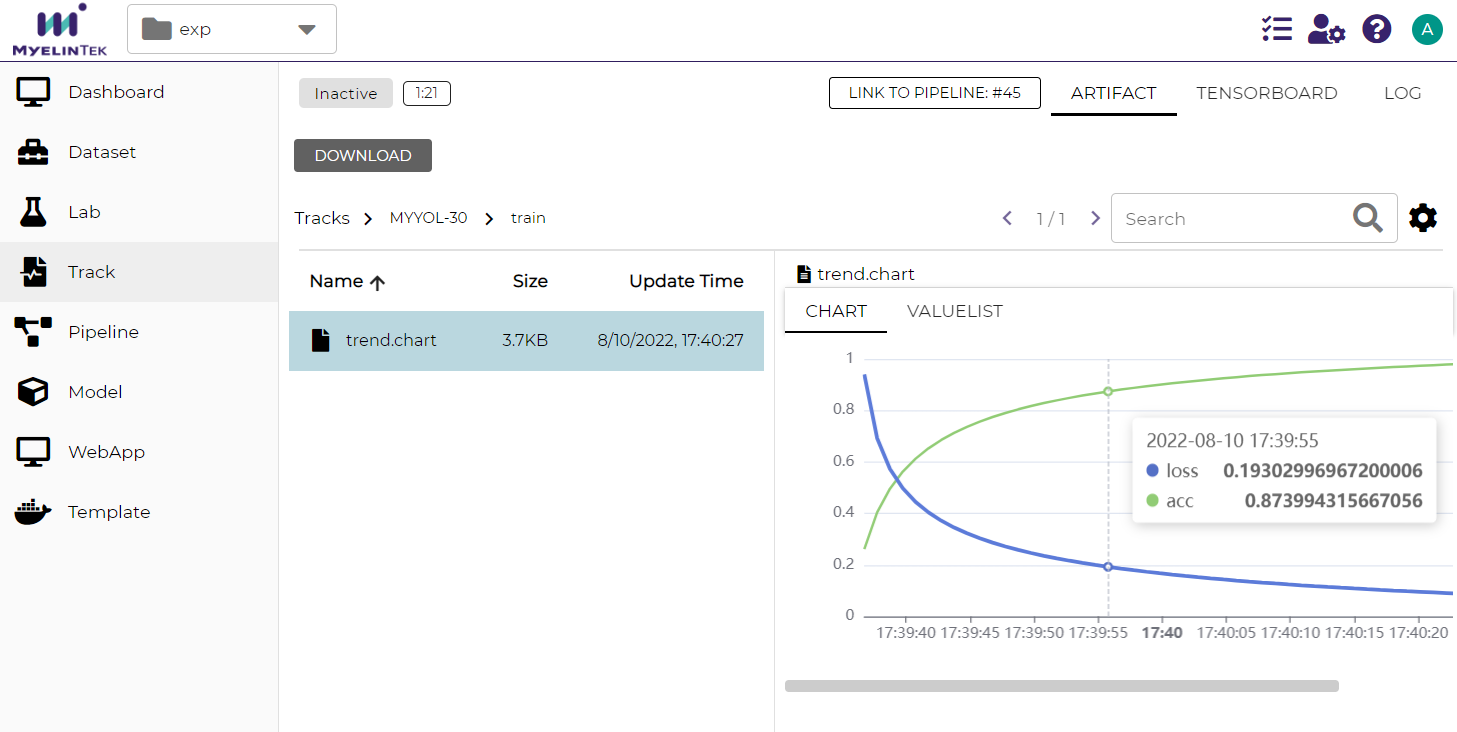 MYELINTEK
exp
A
Dashboard
Dataset
Lab
Track
Pipeline
Model
WebApp
Template
Inactive 1:21
LINK TO PIPELINE: #45 ARTIFACT TENSORBOARD LOG
DOWNLOAD
Tracks MYYOL-30 train
1 / 1 Search
Name Size Update Time
trend.chart 3.7KB 8/10/2022, 17:40:27
trend.chart
CHART VALUELIST
1
0.8
0.6
0.4
0.2
0
2022-08-10 17:39:55
loss 0.19302996967200006
acc 0.873994315667056
17:39:40 17:39:45 17:39:50 17:39:55 17:40 17:40:05 17:40:10 17:40:15 17:40:20